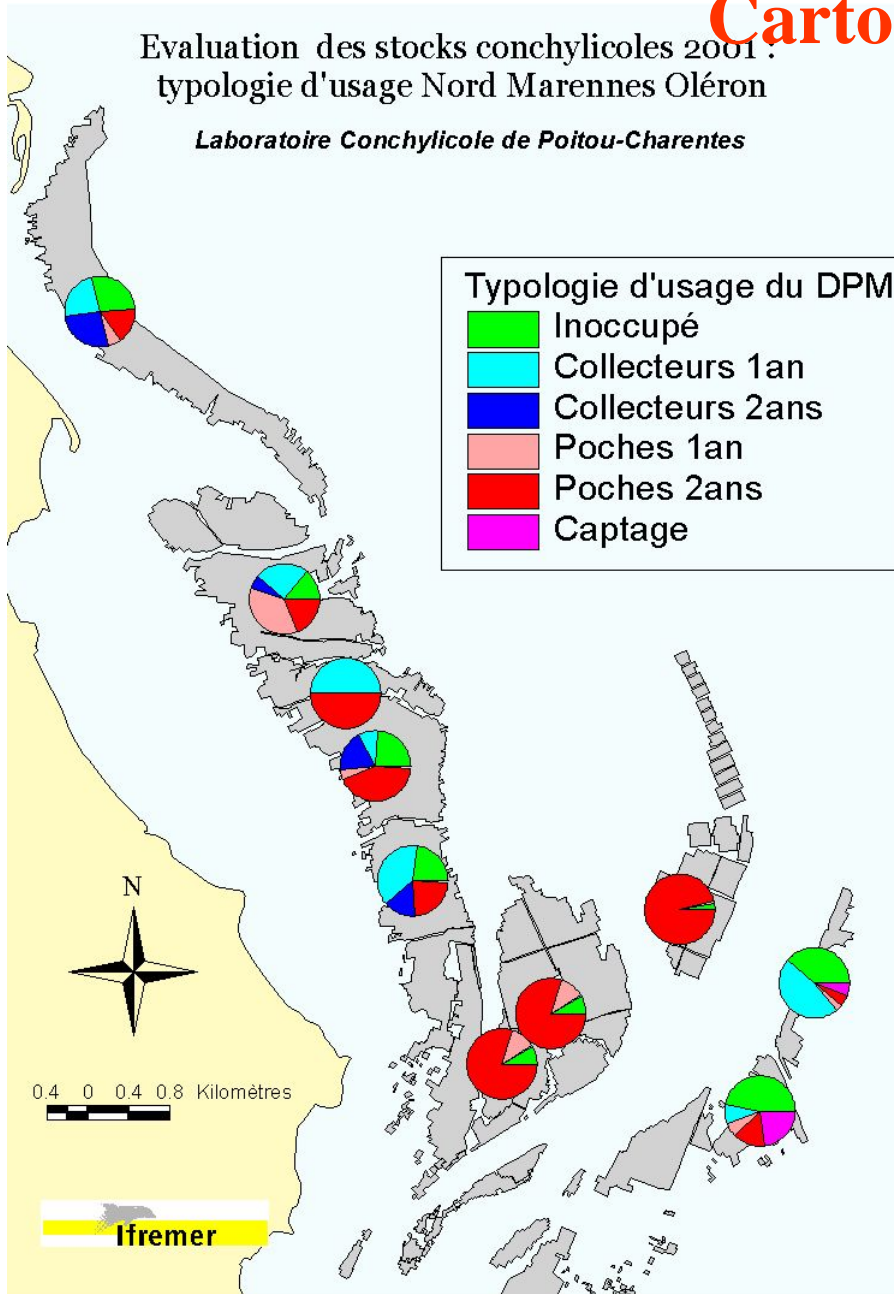 Carto
Evaluation des stocks conchylicoles 2001 :
typologie d'usage Nord Marennes Oléron
Laboratoire Conchylicole de Poitou-Charentes
Typologie d'usage du DPM
Inoccupé
Collecteurs 1an
Collecteurs 2ans
Poches 1an
Poches 2ans
Captage
N
0.4 0 0.4 0.8 Kilomètres
Ifremer